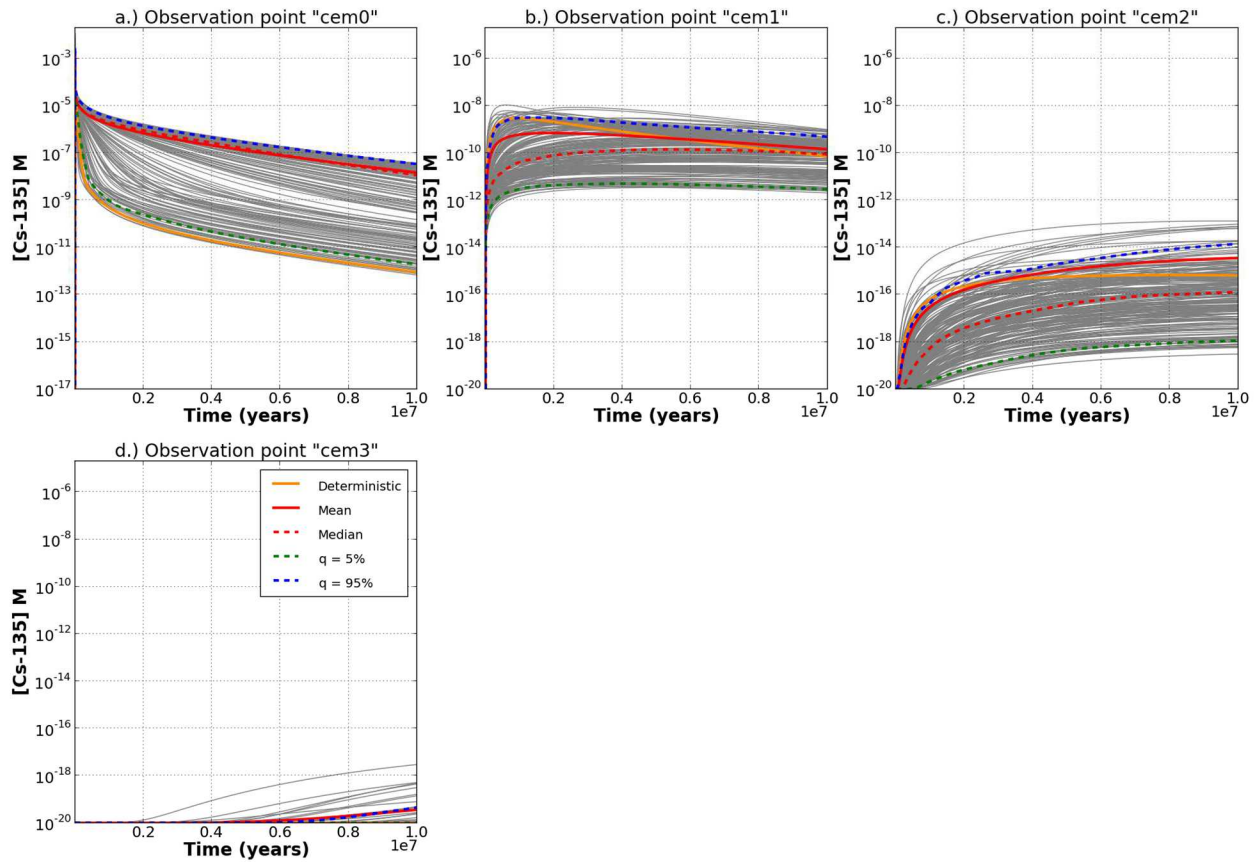 a.) Observation point "cem0"
[Cs-135] M
10^-3
10^-5
10^-7
10^-9
10^-11
10^-13
10^-15
10^-17
0.2 0.4 0.6 0.8 1.0
1e7
Time (years)
b.) Observation point "cem1"
[Cs-135] M
10^-6
10^-8
10^-10
10^-12
10^-14
10^-16
10^-18
10^-20
0.2 0.4 0.6 0.8 1.0
1e7
Time (years)
c.) Observation point "cem2"
[Cs-135] M
10^-6
10^-8
10^-10
10^-12
10^-14
10^-16
10^-18
10^-20
0.2 0.4 0.6 0.8 1.0
1e7
Time (years)
d.) Observation point "cem3"
[Cs-135] M
10^-6
10^-8
10^-10
10^-12
10^-14
10^-16
10^-18
10^-20
Deterministic
Mean
Median
q = 5%
q = 95%
0.2 0.4 0.6 0.8 1.0
1e7
Time (years)